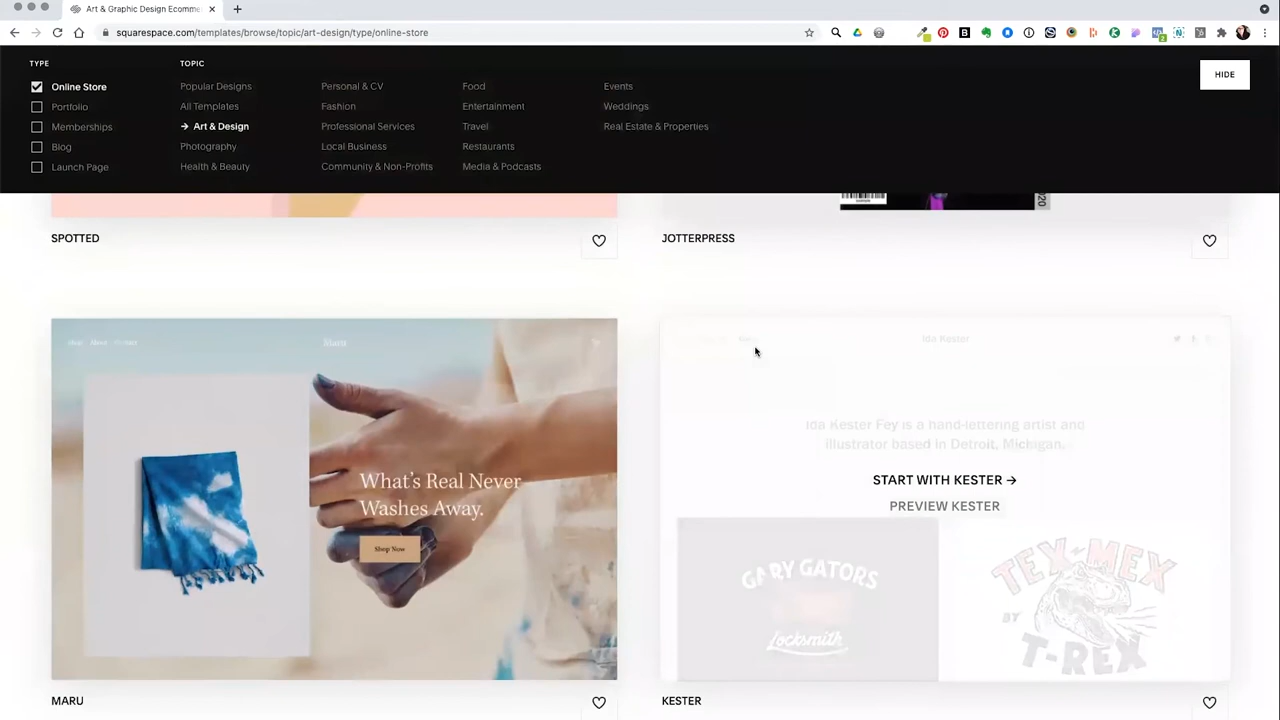 Art & Graphic Design Ecomme
squarespace.com/templates/browse/topic/art-design/type/online-store
TYPE
Online Store
Portfolio
Memberships
Blog
Launch Page
TOPIC
Popular Designs
All Templates
→ Art & Design
Photography
Health & Beauty
Personal & CV
Fashion
Professional Services
Local Business
Community & Non-Profits
Food
Entertainment
Travel
Restaurants
Media & Podcasts
Events
Weddings
Real Estate & Properties
HIDE
SPOTTED
JOTTERPRESS
Shop About
Maru
What's Real Never
Washes Away.
Shop Now
MARU
Ida Kester
Ida Kester Fey is a hand-lettering artist and
illustrator based in Detroit, Michigan.
START WITH KESTER →
PREVIEW KESTER
GARY GATORS
Locksmith
TEX-MEX
BY
T-REX
KESTER